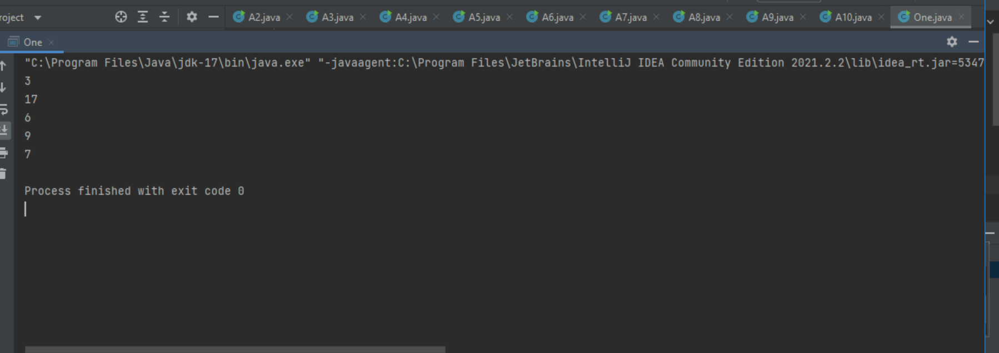 roject
A2.java A3.java A4.java A5.java A6.java A7.java A8.java A9.java A10.java One.java
One
"C:\Program Files\Java\jdk-17\bin\java.exe" "-javaagent:C:\Program Files\JetBrains\IntelliJ IDEA Community Edition 2021.2.2\lib\idea_rt.jar=5347
3
17
6
9
7
Process finished with exit code 0